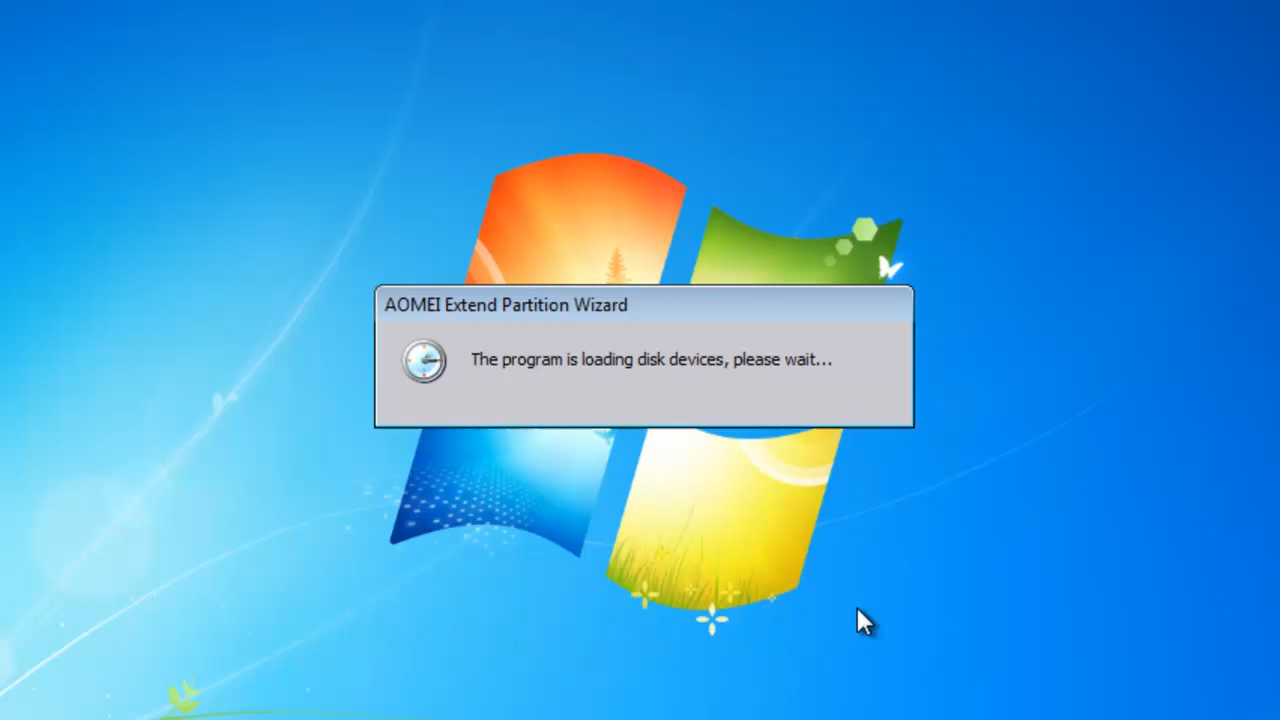 AOMEI Extend Partition Wizard
The program is loading disk devices, please wait...